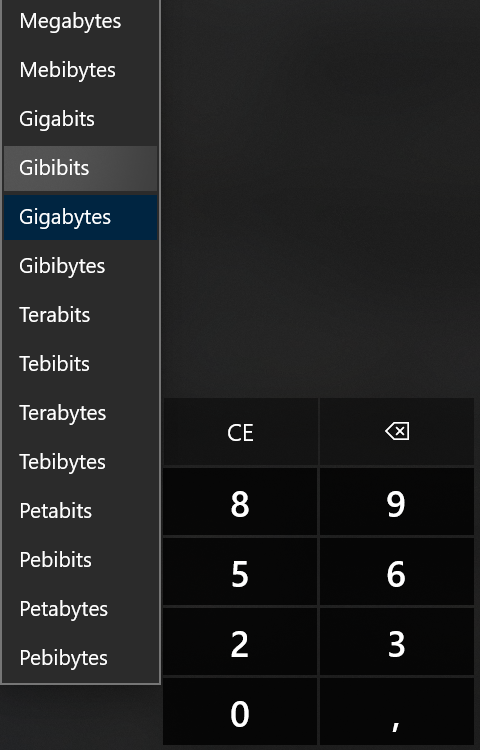 Megabytes
Mebibytes
Gigabits
Gibibits
Gigabytes
Gibibytes
Terabits
Tebibits
Terabytes
Tebibytes
Petabits
Pebibits
Petabytes
Pebibytes
CE
8 9
5 6
2 3
0 ,